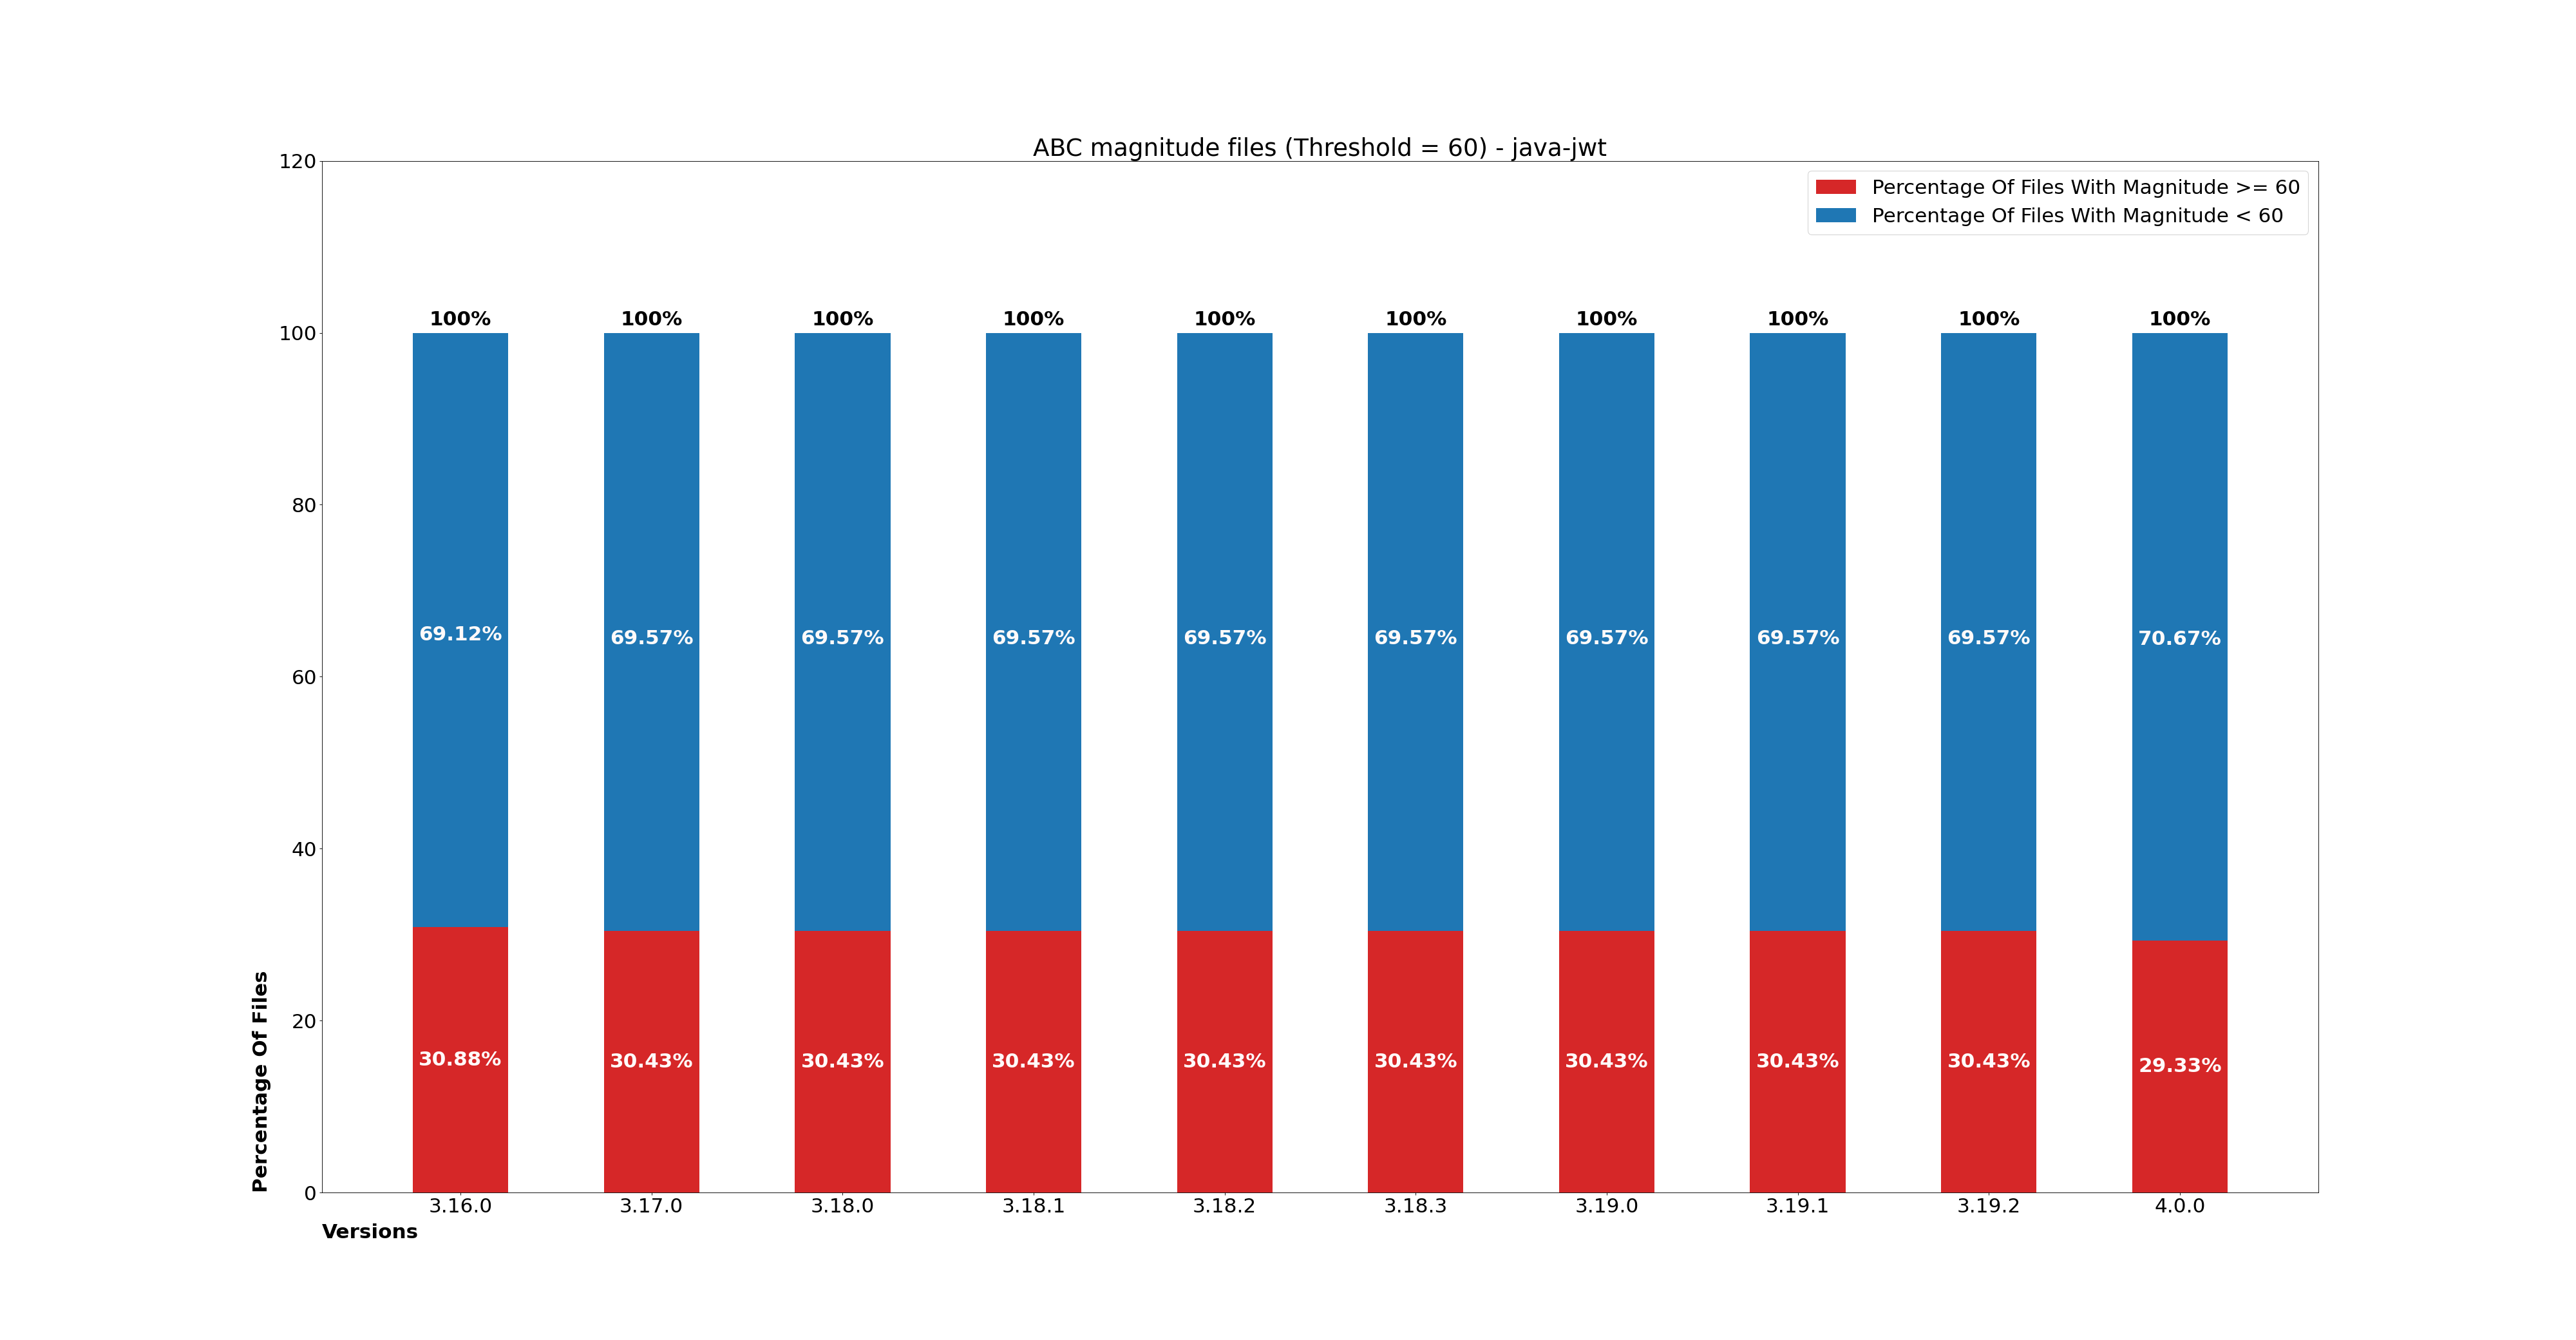 ABC magnitude files (Threshold = 60) - java-jwt
120
Percentage Of Files With Magnitude >= 60
Percentage Of Files With Magnitude < 60
100% 100% 100% 100% 100% 100% 100% 100% 100% 100%
100
80
69.12% 69.57% 69.57% 69.57% 69.57% 69.57% 69.57% 69.57% 69.57% 70.67%
60
40
20
30.88% 30.43% 30.43% 30.43% 30.43% 30.43% 30.43% 30.43% 30.43% 29.33%
0
Percentage Of Files
3.16.0 3.17.0 3.18.0 3.18.1 3.18.2 3.18.3 3.19.0 3.19.1 3.19.2 4.0.0
Versions